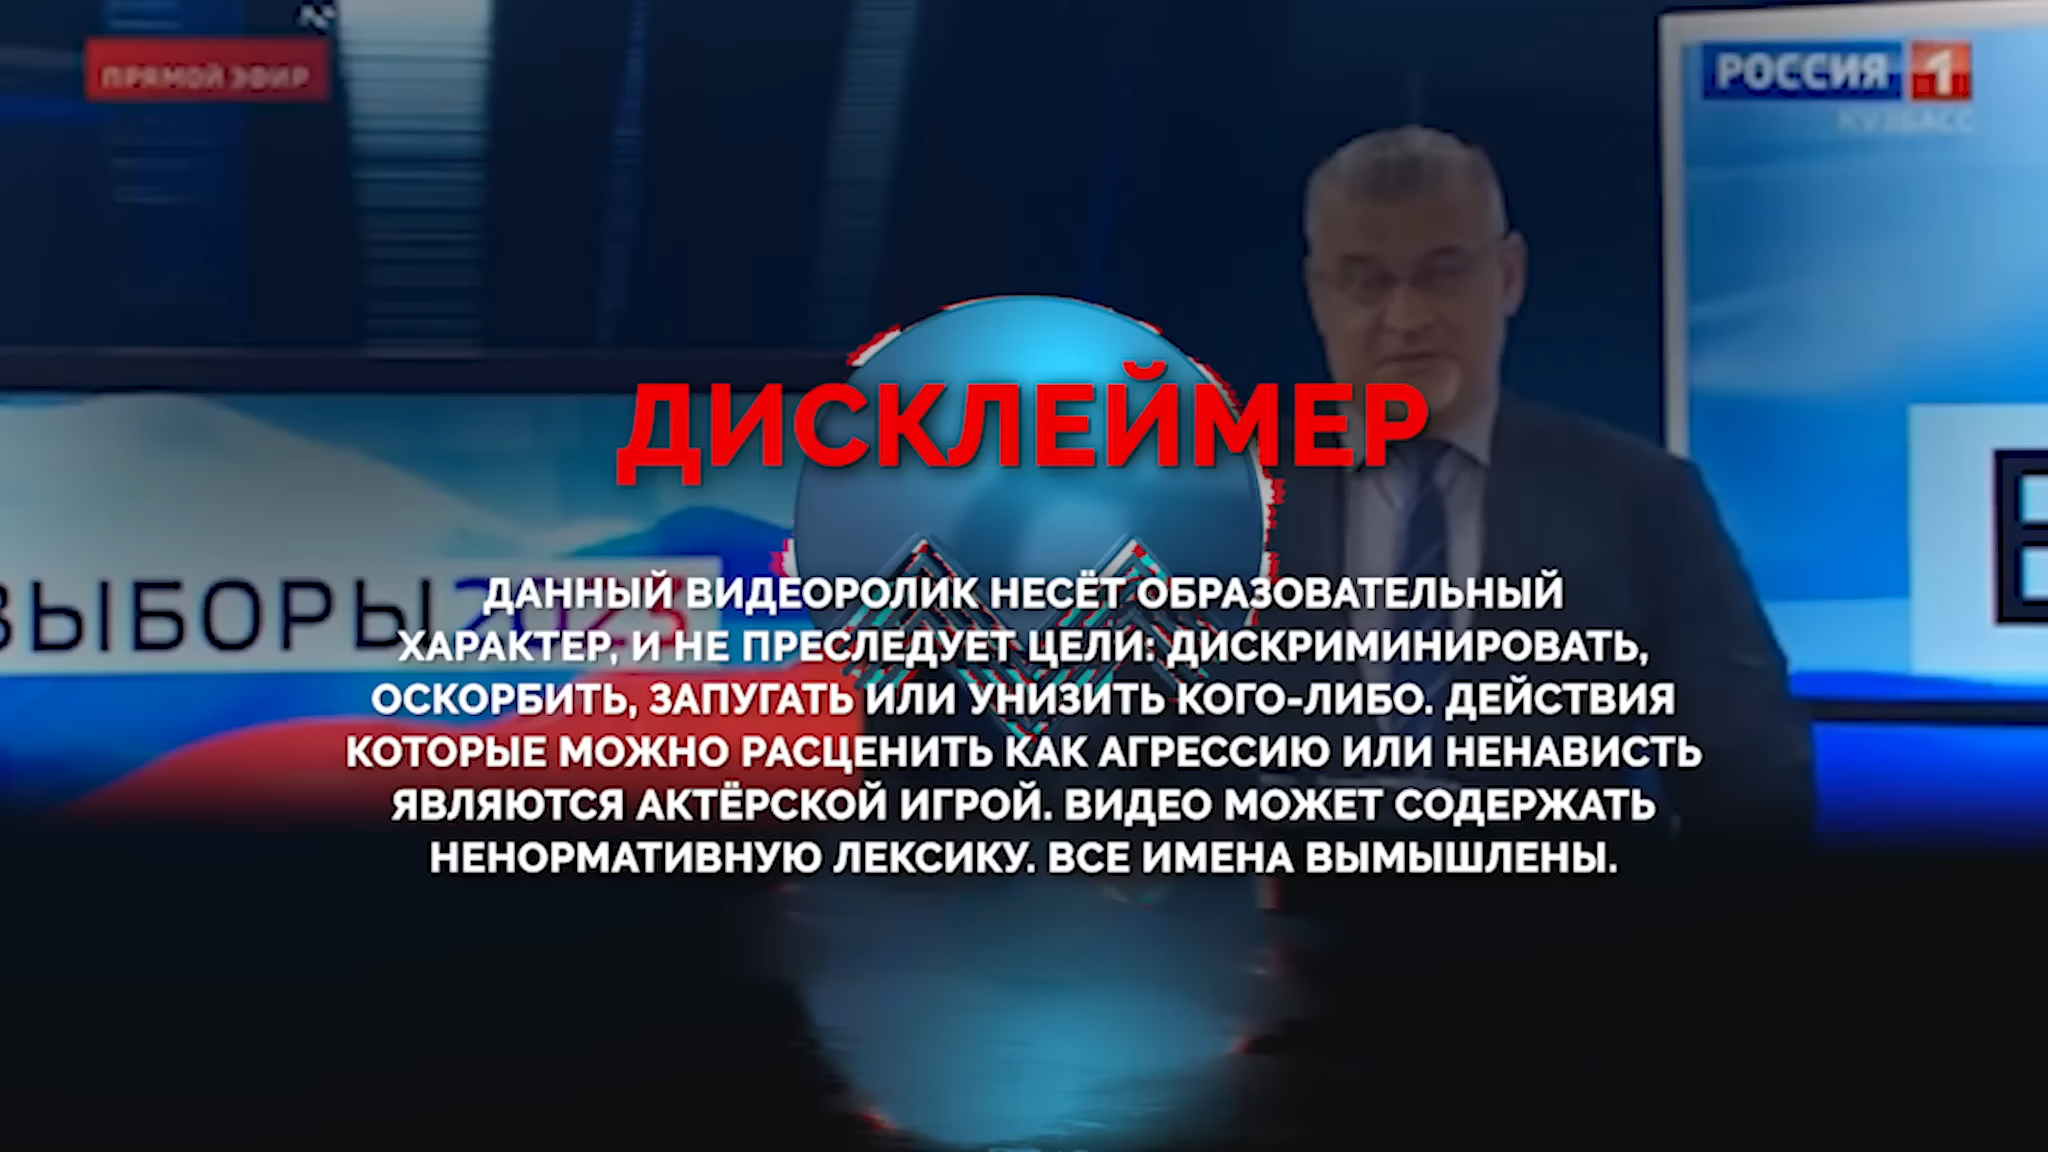 ПРЯМОЙ ЭФИР
РОССИЯ 1
КУЗБАСС
ДИСКЛЕЙМЕР
ВЫБОРЫ 2023
ДАННЫЙ ВИДЕОРОЛИК НЕСЁТ ОБРАЗОВАТЕЛЬНЫЙ
ХАРАКТЕР, И НЕ ПРЕСЛЕДУЕТ ЦЕЛИ: ДИСКРИМИНИРОВАТЬ,
ОСКОРБИТЬ, ЗАПУГАТЬ ИЛИ УНИЗИТЬ КОГО-ЛИБО. ДЕЙСТВИЯ
КОТОРЫЕ МОЖНО РАСЦЕНИТЬ КАК АГРЕССИЮ ИЛИ НЕНАВИСТЬ
ЯВЛЯЮТСЯ АКТЁРСКОЙ ИГРОЙ. ВИДЕО МОЖЕТ СОДЕРЖАТЬ
НЕНОРМАТИВНУЮ ЛЕКСИКУ. ВСЕ ИМЕНА ВЫМЫШЛЕНЫ.